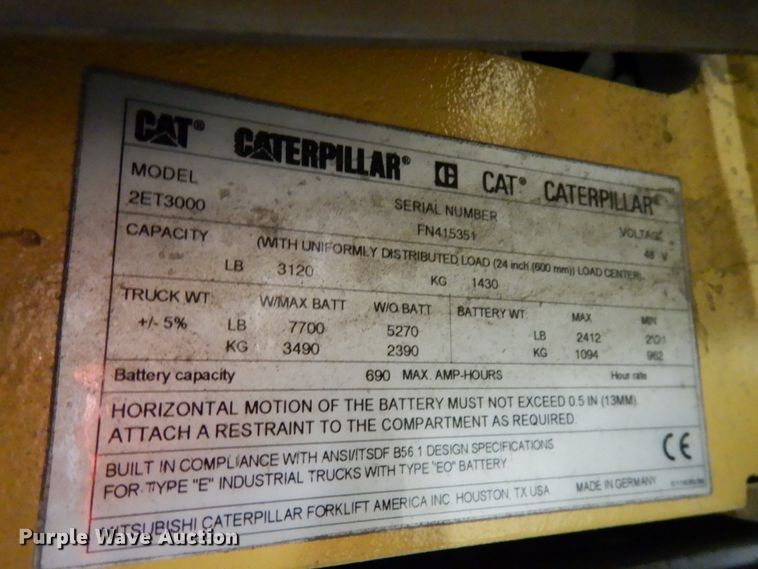 CAT® CATERPILLAR® CAT® CATERPILLAR®
MODEL SERIAL NUMBER VOLTAGE
2ET3000 FN415351 48 V
CAPACITY (WITH UNIFORMLY DISTRIBUTED LOAD (24 inch (600 mm)) LOAD CENTER)
LB 3120 KG 1430
TRUCK WT. W/MAX BATT W/O BATT BATTERY WT. MAX MIN
+/- 5% LB 7700 5270 LB 2412
KG 3490 2390 KG 1094 962
Battery capacity 690 MAX. AMP-HOURS Hour rate
HORIZONTAL MOTION OF THE BATTERY MUST NOT EXCEED 0.5 IN (13MM).
ATTACH A RESTRAINT TO THE COMPARTMENT AS REQUIRED.
BUILT IN COMPLIANCE WITH ANSI/ITSDF B56.1 DESIGN SPECIFICATIONS
FOR TYPE "E" INDUSTRIAL TRUCKS WITH TYPE "EO" BATTERY CE
MITSUBISHI CATERPILLAR FORKLIFT AMERICA INC. HOUSTON, TX USA MADE IN GERMANY
Purple Wave Auction